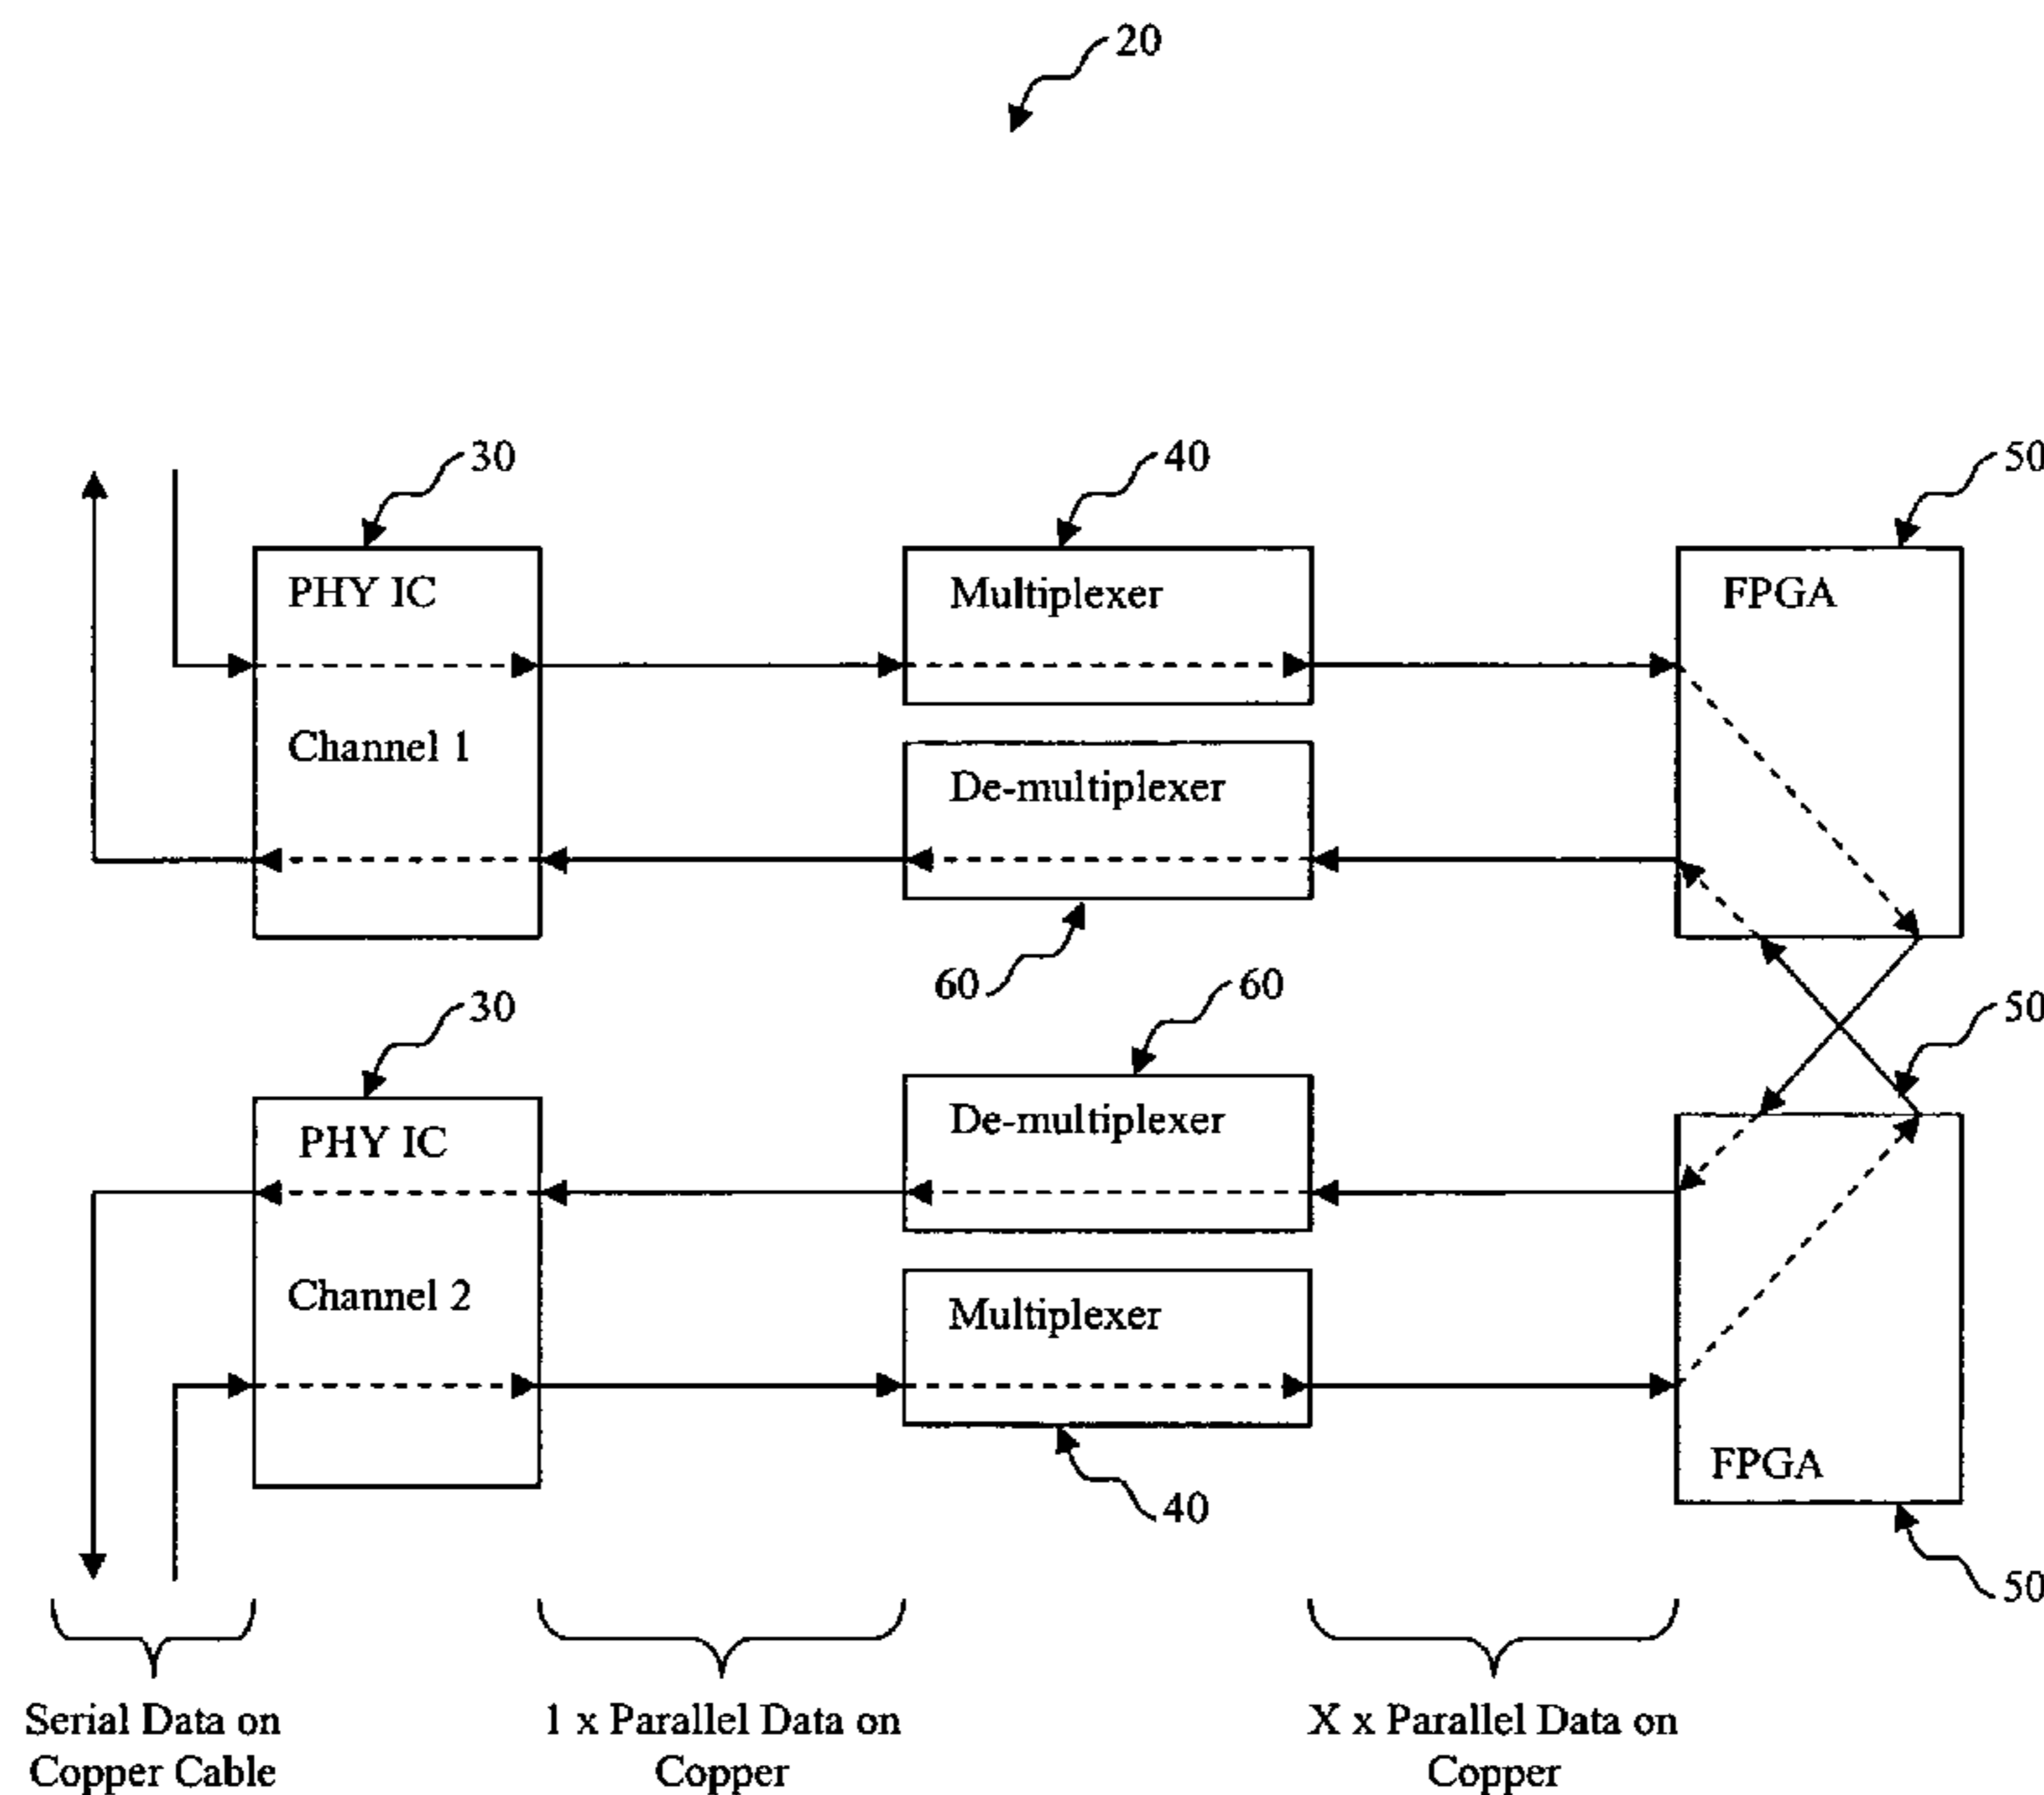 20
30
40
50
PHY IC
Multiplexer
FPGA
Channel 1
De-multiplexer
60
60
30
50
PHY IC
De-multiplexer
Channel 2
Multiplexer
FPGA
40
50
Serial Data on
Copper Cable
1 x Parallel Data on
Copper
X x Parallel Data on
Copper